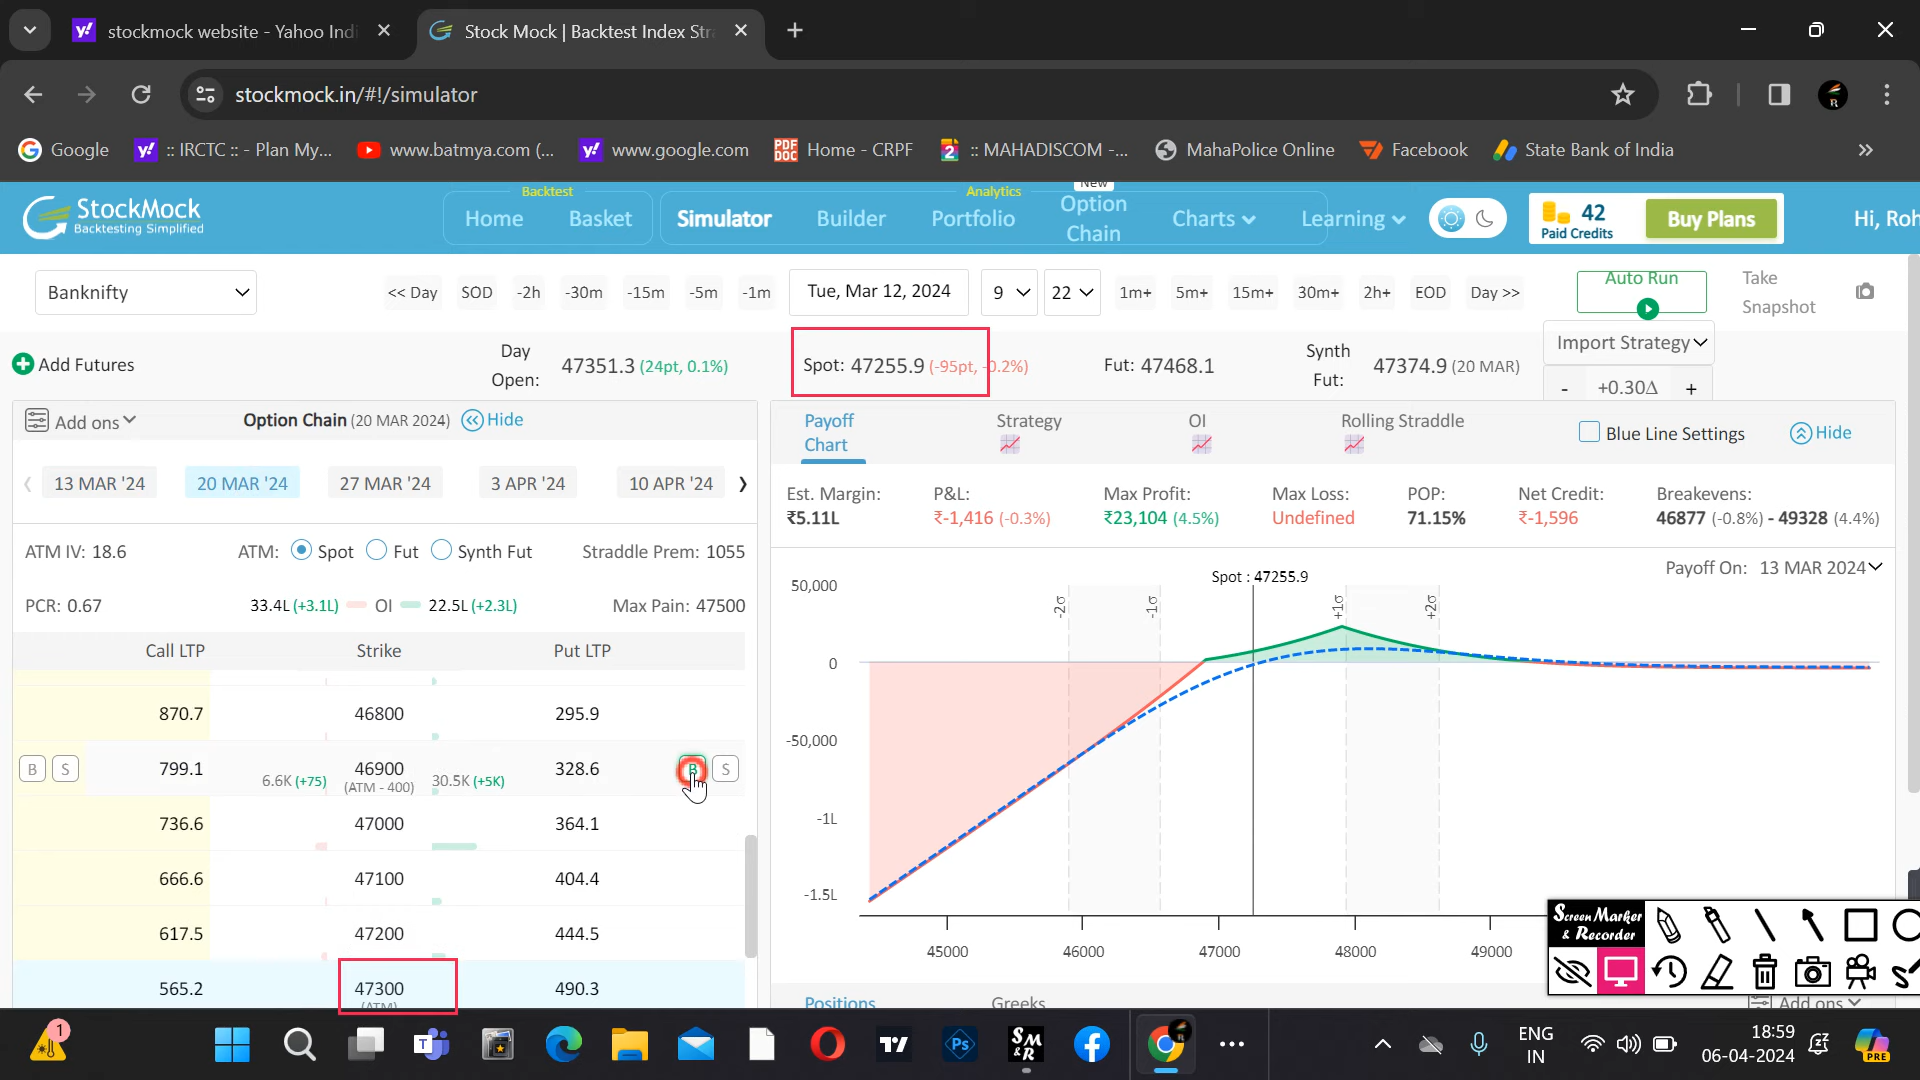 stockmock website - Yahoo Indi
Stock Mock | Backtest Index Stra
stockmock.in/#!/simulator
Google
:: IRCTC :: - Plan My...
www.batmya.com (...
www.google.com
Home - CRPF
:: MAHADISCOM -...
MahaPolice Online
Facebook
State Bank of India
StockMock
Backtesting Simplified
Backtest
Home
Basket
Simulator
Builder
Analytics
Portfolio
New
Option
Chain
Charts
Learning
42
Paid Credits
Buy Plans
Hi, Roh
Banknifty
<< Day
SOD
-2h
-30m
-15m
-5m
-1m
Tue, Mar 12, 2024
9
22
1m+
5m+
15m+
30m+
2h+
EOD
Day >>
Auto Run
Take
Snapshot
Add Futures
Day
Open:
47351.3 (24pt, 0.1%)
Spot: 47255.9 (-95pt, -0.2%)
Fut: 47468.1
Synth
Fut:
47374.9 (20 MAR)
Import Strategy
- +0.30Δ +
Add ons
Option Chain (20 MAR 2024)
Hide
13 MAR '24
20 MAR '24
27 MAR '24
3 APR '24
10 APR '24
ATM IV: 18.6
ATM: Spot Fut Synth Fut
Straddle Prem: 1055
PCR: 0.67
33.4L (+3.1L) OI 22.5L (+2.3L)
Max Pain: 47500
Call LTP Strike Put LTP
870.7 46800 295.9
B S 799.1 6.6K (+75) 46900 30.5K (+5K) 328.6 B S
(ATM - 400)
736.6 47000 364.1
666.6 47100 404.4
617.5 47200 444.5
565.2 47300 490.3
(ATM)
Payoff
Chart
Strategy
OI
Rolling Straddle
Blue Line Settings
Hide
Est. Margin:
₹5.11L
P&L:
₹-1,416 (-0.3%)
Max Profit:
₹23,104 (4.5%)
Max Loss:
Undefined
POP:
71.15%
Net Credit:
₹-1,596
Breakevens:
46877 (-0.8%) - 49328 (4.4%)
Payoff On: 13 MAR 2024
Spot : 47255.9
-2σ
-1σ
+1σ
+2σ
50,000
0
-50,000
-1L
-1.5L
45000
46000
47000
48000
49000
Positions
Greeks
Add ons
Screen Marker
& Recorder
1
Ps
SM
&R
ENG
IN
18:59
06-04-2024
PRE